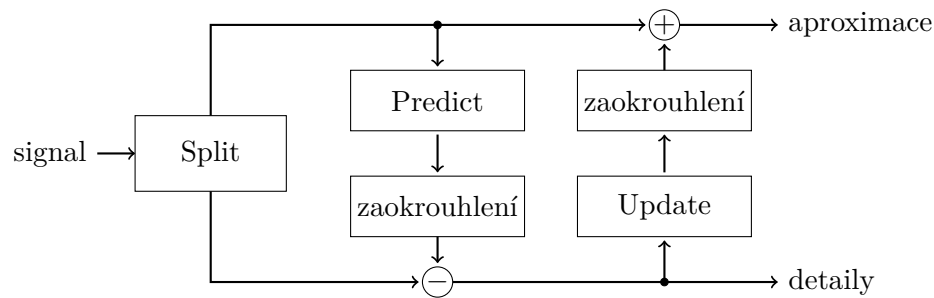 aproximace
Predict
zaokrouhlení
signal
Split
zaokrouhlení
Update
detaily